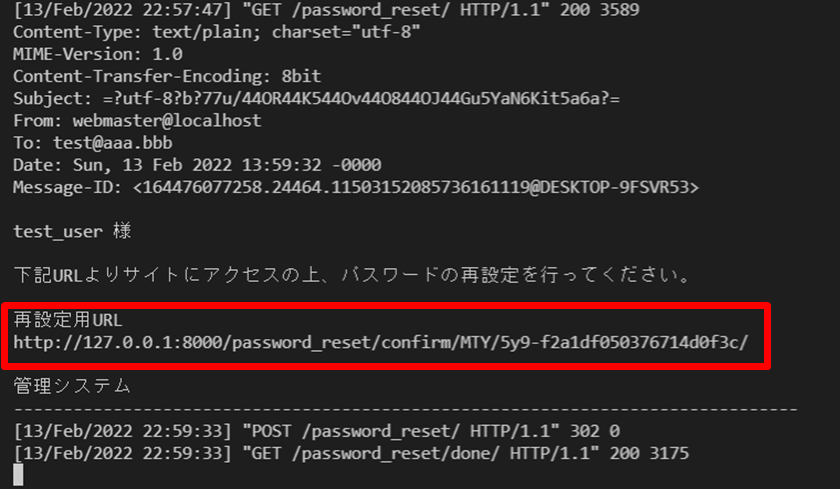 [13/Feb/2022 22:57:47] "GET /password_reset/ HTTP/1.1" 200 3589
Content-Type: text/plain; charset="utf-8"
MIME-Version: 1.0
Content-Transfer-Encoding: 8bit
Subject: =?utf-8?b?77u/44OR44K544Ov44O844OJ44Gu5YaN6Kit5a6a?=
From: webmaster@localhost
To: test@aaa.bbb
Date: Sun, 13 Feb 2022 13:59:32 -0000
Message-ID: <164476077258.24464.11503152085736161119@DESKTOP-9FSVR53>
test_user 様
下記URLよりサイトにアクセスの上、パスワードの再設定を行ってください。
再設定用URL
http://127.0.0.1:8000/password_reset/confirm/MTY/5y9-f2a1df050376714d0f3c/
管理システム
--------------------------------------------------------------------------------
[13/Feb/2022 22:59:33] "POST /password_reset/ HTTP/1.1" 302 0
[13/Feb/2022 22:59:33] "GET /password_reset/done/ HTTP/1.1" 200 3175